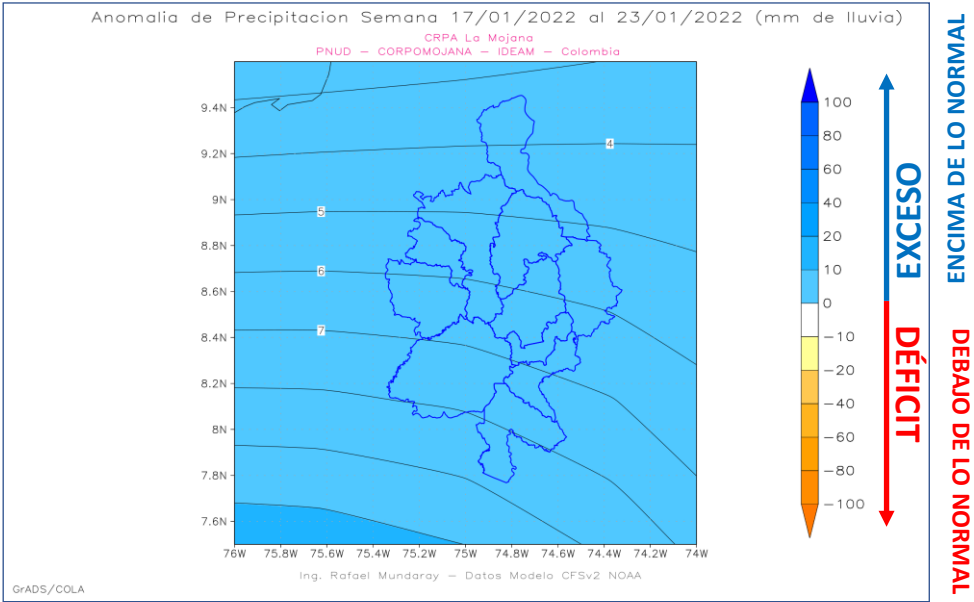 Anomalia de Precipitacion Semana 17/01/2022 al 23/01/2022 (mm de lluvia)
CRPA La Mojana
PNUD – CORPOMOJANA – IDEAM – Colombia
9.4N
9.2N
9N
8.8N
8.6N
8.4N
8.2N
8N
7.8N
7.6N
76W 75.8W 75.6W 75.4W 75.2W 75W 74.8W 74.6W 74.4W 74.2W 74W
4
5
6
7
100
80
60
40
20
10
0
−10
−20
−40
−60
−80
−100
EXCESO
DÉFICIT
ENCIMA DE LO NORMAL
DEBAJO DE LO NORMAL
Ing. Rafael Mundaray – Datos Modelo CFSv2 NOAA
GrADS/COLA